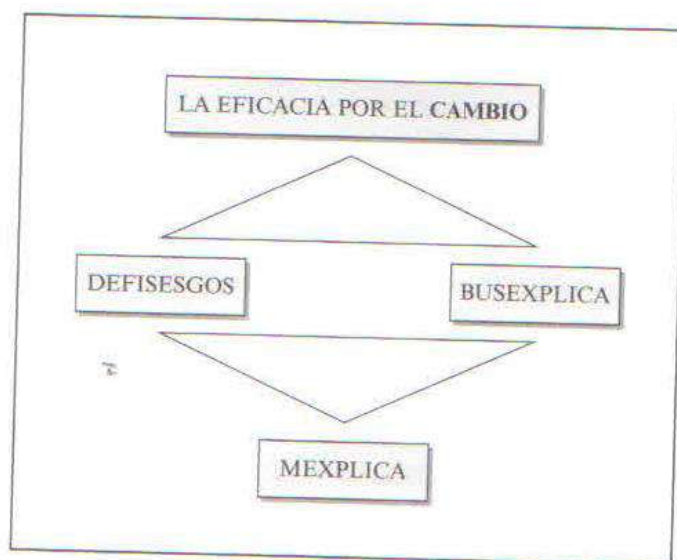 LA EFICACIA POR EL CAMBIO
DEFISESGOS
BUSEXPLICA
MEXPLICA